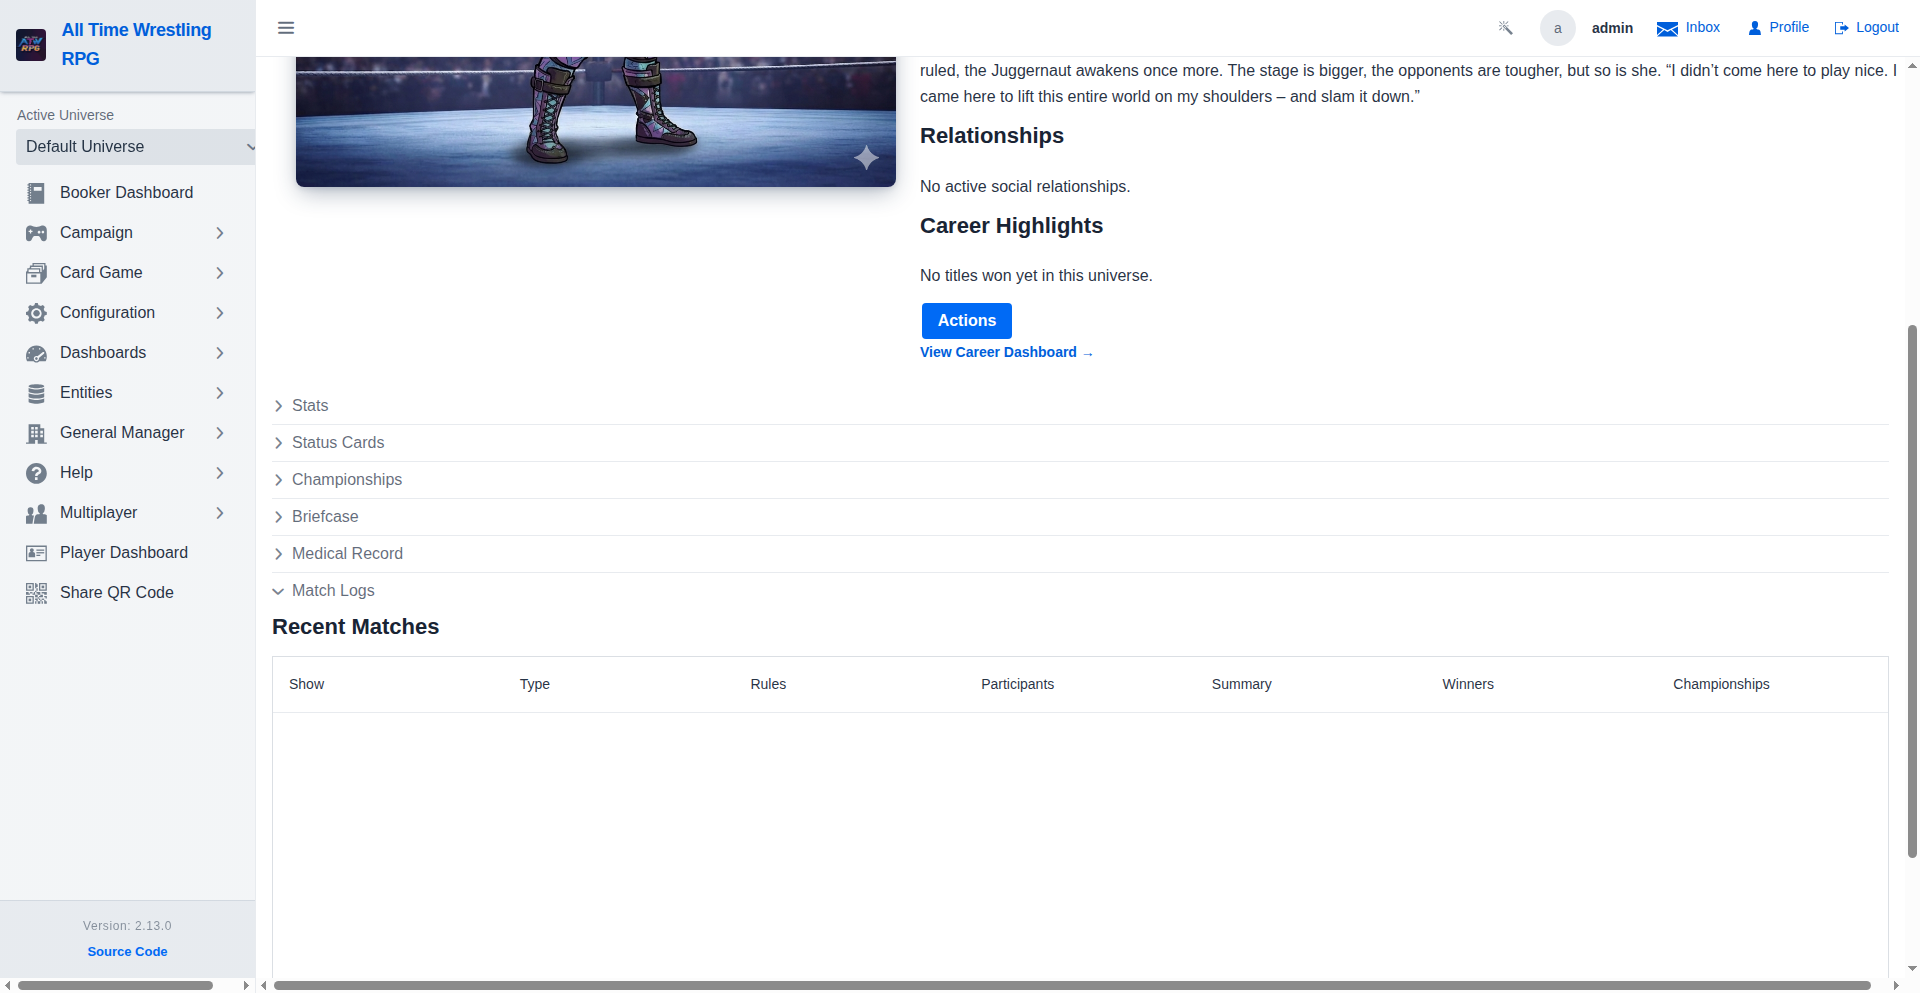 All Time Wrestling
RPG
Active Universe
Default Universe
Booker Dashboard
Campaign
Card Game
Configuration
Dashboards
Entities
General Manager
Help
Multiplayer
Player Dashboard
Share QR Code
Version: 2.13.0
Source Code
a
admin
Inbox
Profile
Logout
ruled, the Juggernaut awakens once more. The stage is bigger, the opponents are tougher, but so is she. “I didn’t come here to play nice. I
came here to lift this entire world on my shoulders – and slam it down.”
Relationships
No active social relationships.
Career Highlights
No titles won yet in this universe.
Actions
View Career Dashboard →
Stats
Status Cards
Championships
Briefcase
Medical Record
Match Logs
Recent Matches
Show Type Rules Participants Summary Winners Championships